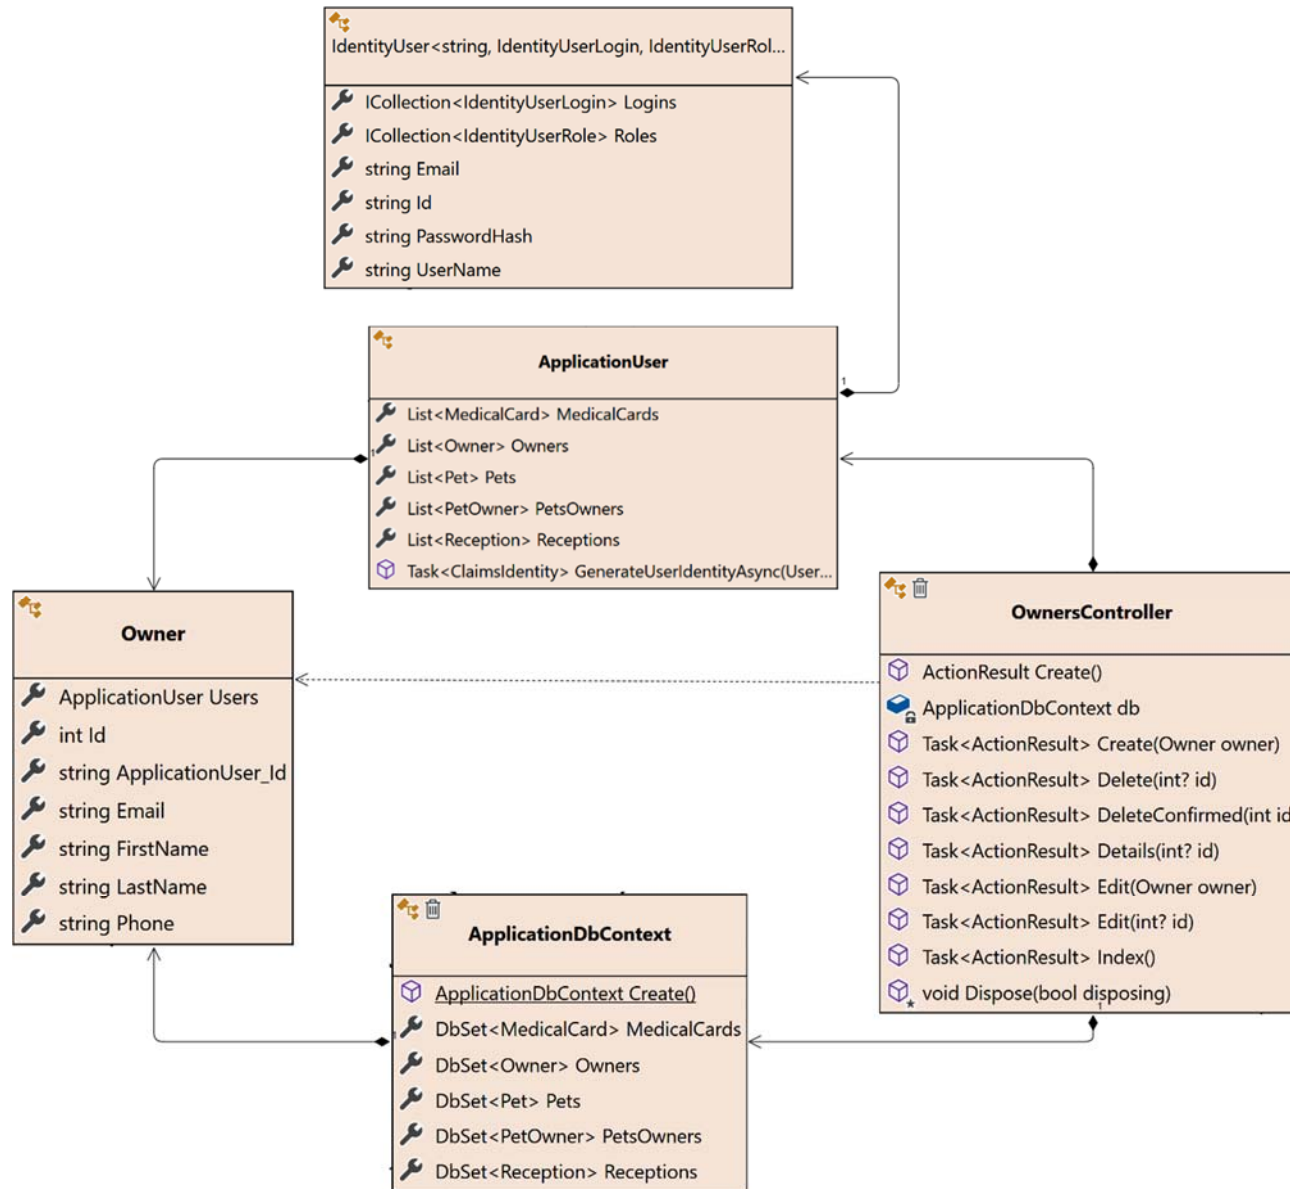 IdentityUser<string, IdentityUserLogin, IdentityUserRol...
ICollection<IdentityUserLogin> Logins
ICollection<IdentityUserRole> Roles
string Email
string Id
string PasswordHash
string UserName
ApplicationUser
1
List<MedicalCard> MedicalCards
List<Owner> Owners
1
List<Pet> Pets
List<PetOwner> PetsOwners
List<Reception> Receptions
Task<ClaimsIdentity> GenerateUserIdentityAsync(User...
Owner
ApplicationUser Users
int Id
string ApplicationUser_Id
string Email
string FirstName
string LastName
string Phone
OwnersController
ActionResult Create()
ApplicationDbContext db
Task<ActionResult> Create(Owner owner)
Task<ActionResult> Delete(int? id)
Task<ActionResult> DeleteConfirmed(int id
Task<ActionResult> Details(int? id)
Task<ActionResult> Edit(Owner owner)
Task<ActionResult> Edit(int? id)
Task<ActionResult> Index()
void Dispose(bool disposing)
1
ApplicationDbContext
ApplicationDbContext Create()
DbSet<MedicalCard> MedicalCards
DbSet<Owner> Owners
DbSet<Pet> Pets
DbSet<PetOwner> PetsOwners
DbSet<Reception> Receptions